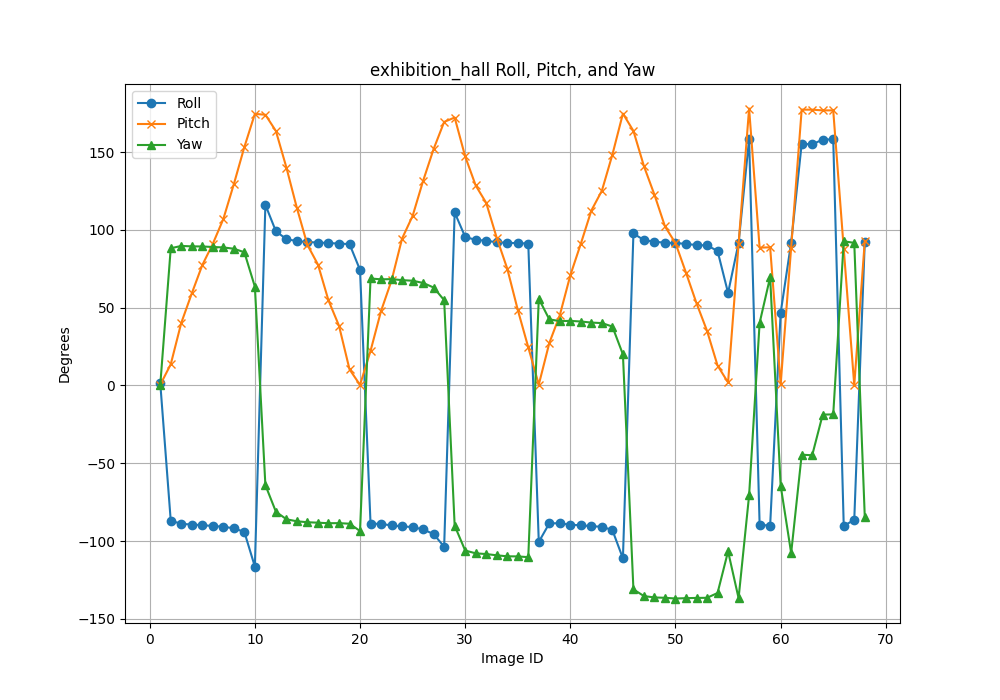 exhibition_hall Roll, Pitch, and Yaw
Roll
Pitch
Yaw
Degrees
150
100
50
0
−50
−100
−150
0 10 20 30 40 50 60 70
Image ID